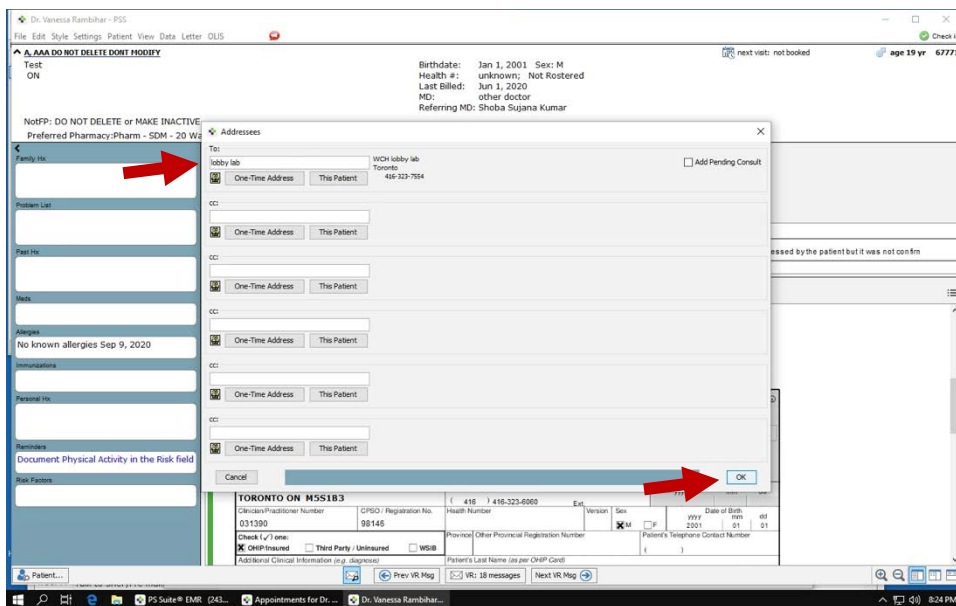 Dr. Vanessa Rambihar - PSS
File Edit Style Settings Patient View Data Letter OLIS
Check i
A, AAA DO NOT DELETE DONT MODIFY
next visit: not booked
age 19 yr 6777
Test
ON
Birthdate: Jan 1, 2001 Sex: M
Health #: unknown; Not Rostered
Last Billed: Jun 1, 2020
MD: other doctor
Referring MD: Shoba Sujana Kumar
NotFP: DO NOT DELETE or MAKE INACTIVE
Preferred Pharmacy:Pharm - SDM - 20 Wa
Addressees
To:
lobby lab
WCH lobby lab
Toronto
416-323-7554
Add Pending Consult
One-Time Address This Patient
cc:
One-Time Address This Patient
cc:
One-Time Address This Patient
cc:
One-Time Address This Patient
cc:
One-Time Address This Patient
cc:
One-Time Address This Patient
Cancel
OK
Family Hx
Problem List
Past Hx
Meds
Allergies
No known allergies Sep 9, 2020
Immunizations
Personal Hx
Reminders
Document Physical Activity in the Risk field
Risk Factors
essed by the patient but it was not confirm
TORONTO ON M5S1B3
( 416 ) 416-323-6060 Ext.
Clinician/Practitioner Number
031390
CPSO / Registration No.
98146
Health Number
Version
Sex
X M F
Date of Birth
yyyy mm dd
2001 01 01
Check (✓) one:
X OHIP/Insured Third Party / Uninsured WSIB
Province Other Provincial Registration Number
Patient's Telephone Contact Number
( )
Additional Clinical Information (e.g. diagnosis)
Patient's Last Name (as per OHIP Card)
Patient...
Prev VR Msg
VR: 18 messages
Next VR Msg
PS Suite® EMR (243...
Appointments for Dr. ...
Dr. Vanessa Rambihar...
8:24 PM